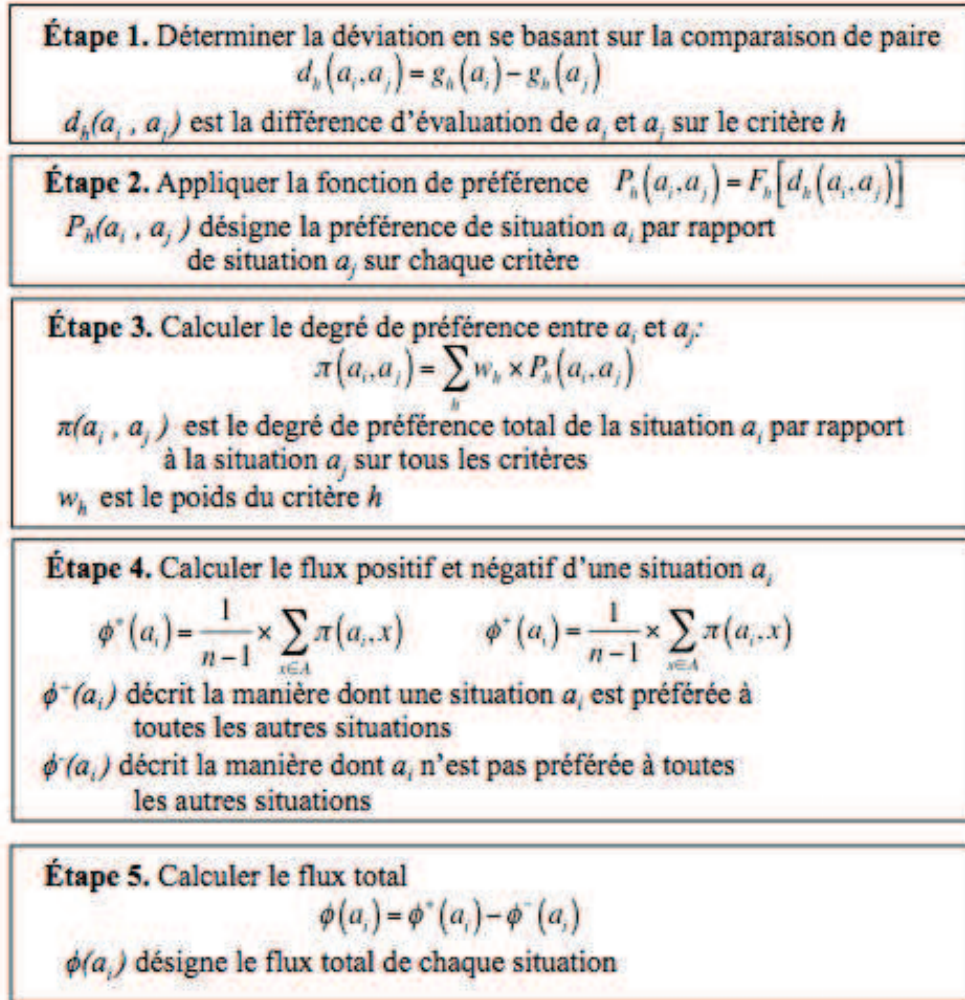 Étape 1. Déterminer la déviation en se basant sur la comparaison de paire
d_h(a_i, a_j) = g_h(a_i) − g_h(a_j)
d_h(a_i , a_j) est la différence d'évaluation de a_i et a_j sur le critère h
Étape 2. Appliquer la fonction de préférence P_h(a_i, a_j) = F_h[d_h(a_i, a_j)]
P_h(a_i , a_j) désigne la préférence de situation a_i par rapport
de situation a_j sur chaque critère
Étape 3. Calculer le degré de préférence entre a_i et a_j:
π(a_i, a_j) = ∑_h w_h × P_h(a_i, a_j)
π(a_i , a_j) est le degré de préférence total de la situation a_i par rapport
à la situation a_j sur tous les critères
w_h est le poids du critère h
Étape 4. Calculer le flux positif et négatif d'une situation a_i
ϕ⁺(a_i) = 1/(n−1) × ∑_{x∈A} π(a_i, x) ϕ⁺(a_i) = 1/(n−1) × ∑_{x∈A} π(a_i, x)
ϕ⁺(a_i) décrit la manière dont une situation a_i est préférée à
toutes les autres situations
ϕ⁻(a_i) décrit la manière dont a_i n'est pas préférée à toutes
les autres situations
Étape 5. Calculer le flux total
ϕ(a_i) = ϕ⁺(a_i) − ϕ⁻(a_i)
ϕ(a_i) désigne le flux total de chaque situation